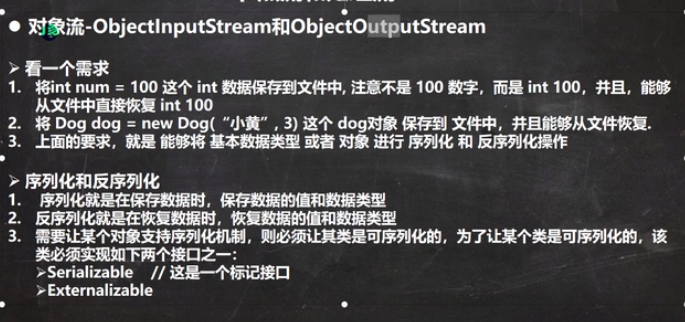 ● 对象流-ObjectInputStream和ObjectOutputStream
➢ 看一个需求
1. 将int num = 100 这个 int 数据保存到文件中, 注意不是 100 数字，而是 int 100，并且，能够
从文件中直接恢复 int 100
2. 将 Dog dog = new Dog(“小黄”, 3) 这个 dog对象 保存到 文件中，并且能够从文件恢复.
3. 上面的要求，就是 能够将 基本数据类型 或者 对象 进行 序列化 和 反序列化操作
➢ 序列化和反序列化
1. 序列化就是在保存数据时，保存数据的值和数据类型
2. 反序列化就是在恢复数据时，恢复数据的值和数据类型
3. 需要让某个对象支持序列化机制，则必须让其类是可序列化的，为了让某个类是可序列化的，该
类必须实现如下两个接口之一：
➢Serializable // 这是一个标记接口
➢Externalizable